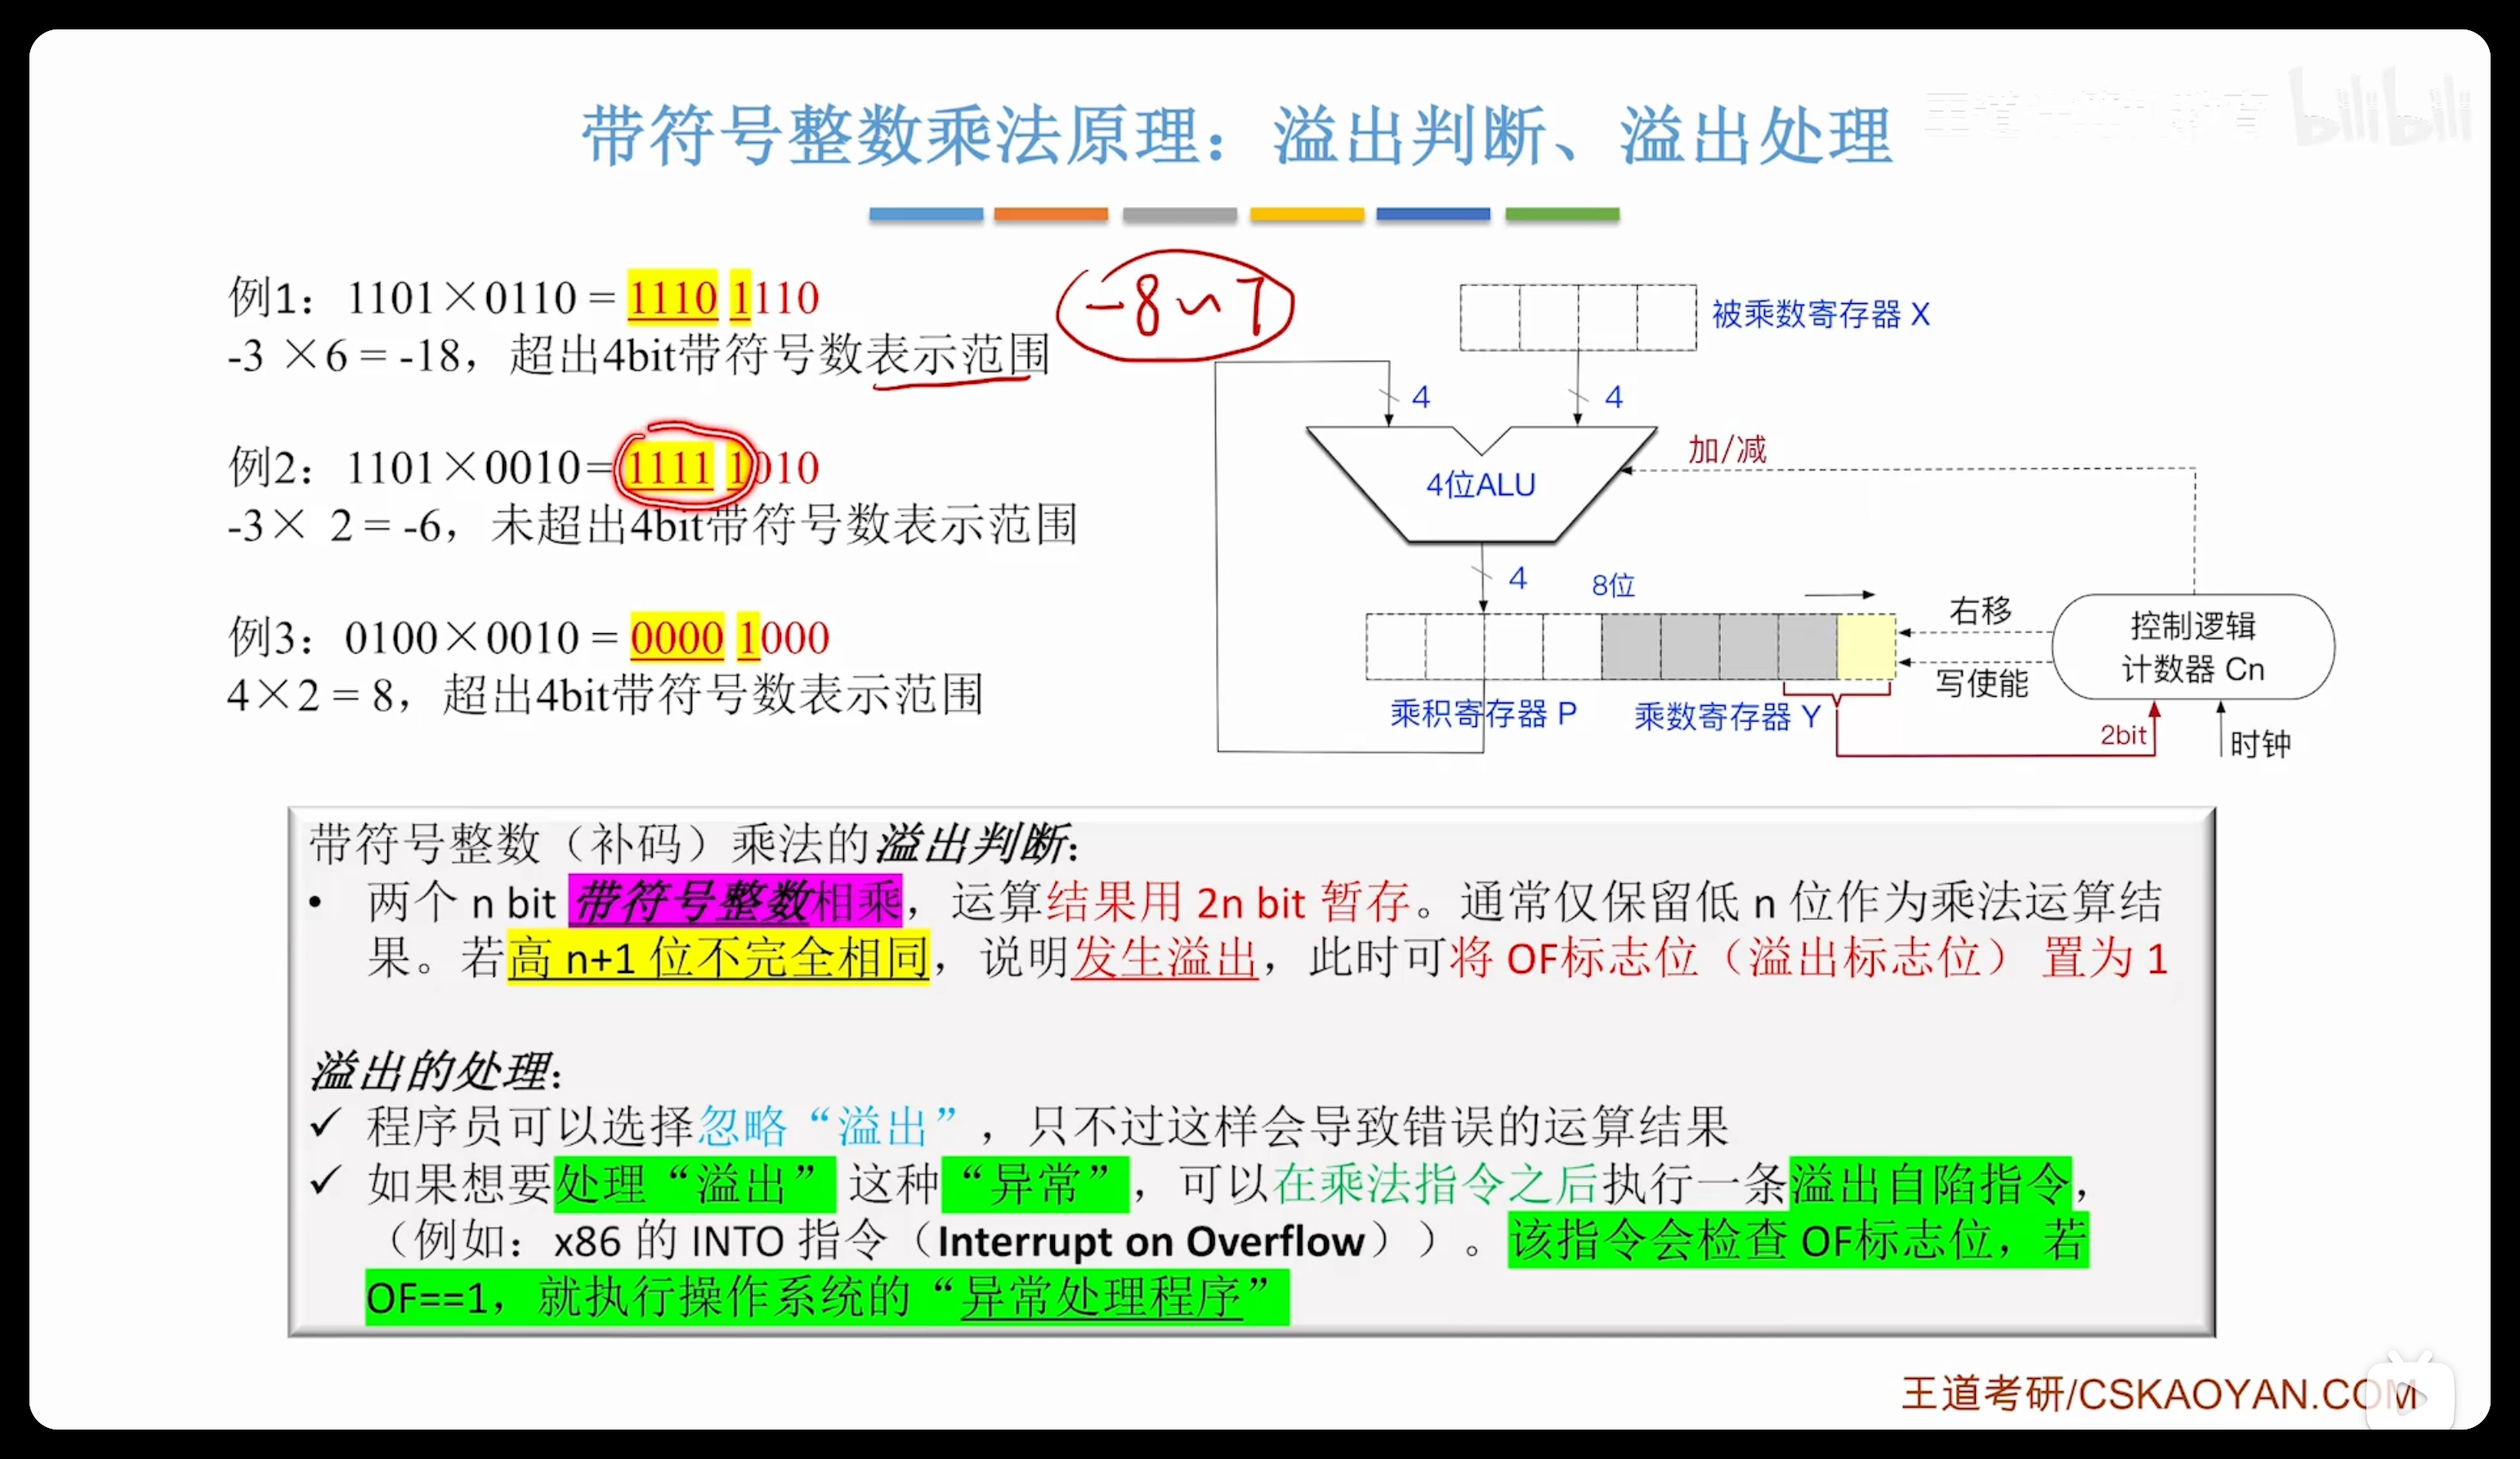 带符号整数乘法原理：溢出判断、溢出处理
bilibili
例1：1101×0110 = 1110 1110
-3 ×6 = -18，超出4bit带符号数表示范围
-8～7
例2：1101×0010=1111 1010
-3× 2 = -6，未超出4bit带符号数表示范围
例3：0100×0010 = 0000 1000
4×2 = 8，超出4bit带符号数表示范围
被乘数寄存器 X
4
4
加/减
4位ALU
4
8位
右移
写使能
控制逻辑
计数器 Cn
乘积寄存器 P
乘数寄存器 Y
2bit
时钟
带符号整数（补码）乘法的溢出判断：
• 两个 n bit 带符号整数相乘，运算结果用 2n bit 暂存。通常仅保留低 n 位作为乘法运算结
果。若高 n+1 位不完全相同，说明发生溢出，此时可将 OF标志位（溢出标志位） 置为 1
溢出的处理：
✓ 程序员可以选择忽略“溢出”，只不过这样会导致错误的运算结果
✓ 如果想要处理“溢出” 这种“异常”，可以在乘法指令之后执行一条溢出自陷指令，
（例如：x86 的 INTO 指令（Interrupt on Overflow））。该指令会检查 OF标志位，若
OF==1，就执行操作系统的“异常处理程序”
王道考研/CSKAOYAN.COM